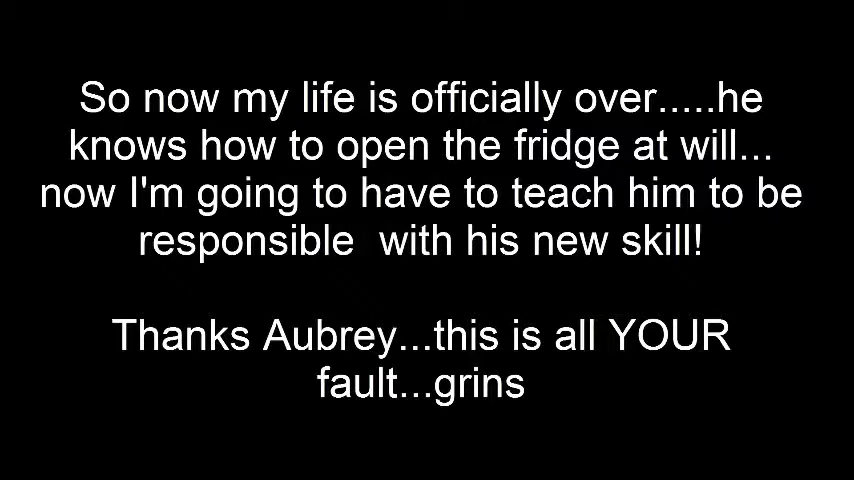 So now my life is officially over.....he
knows how to open the fridge at will...
now I'm going to have to teach him to be
responsible  with his new skill!
Thanks Aubrey...this is all YOUR
fault...grins